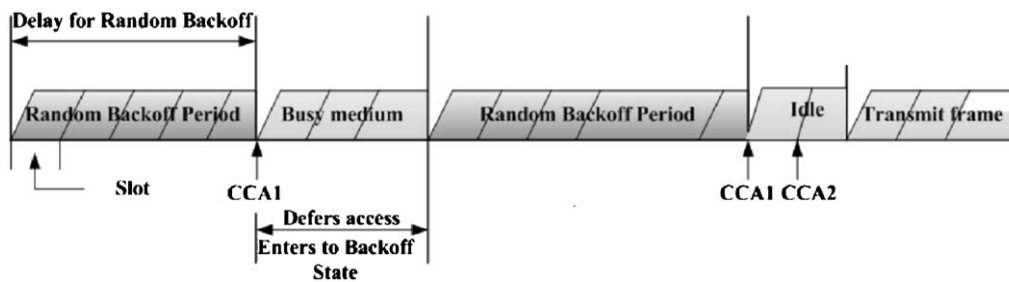 Delay for Random Backoff
Random Backoff Period
Busy medium
Random Backoff Period
Idle
Transmit frame
Slot
CCA1
CCA1 CCA2
Defers access
Enters to Backoff
State